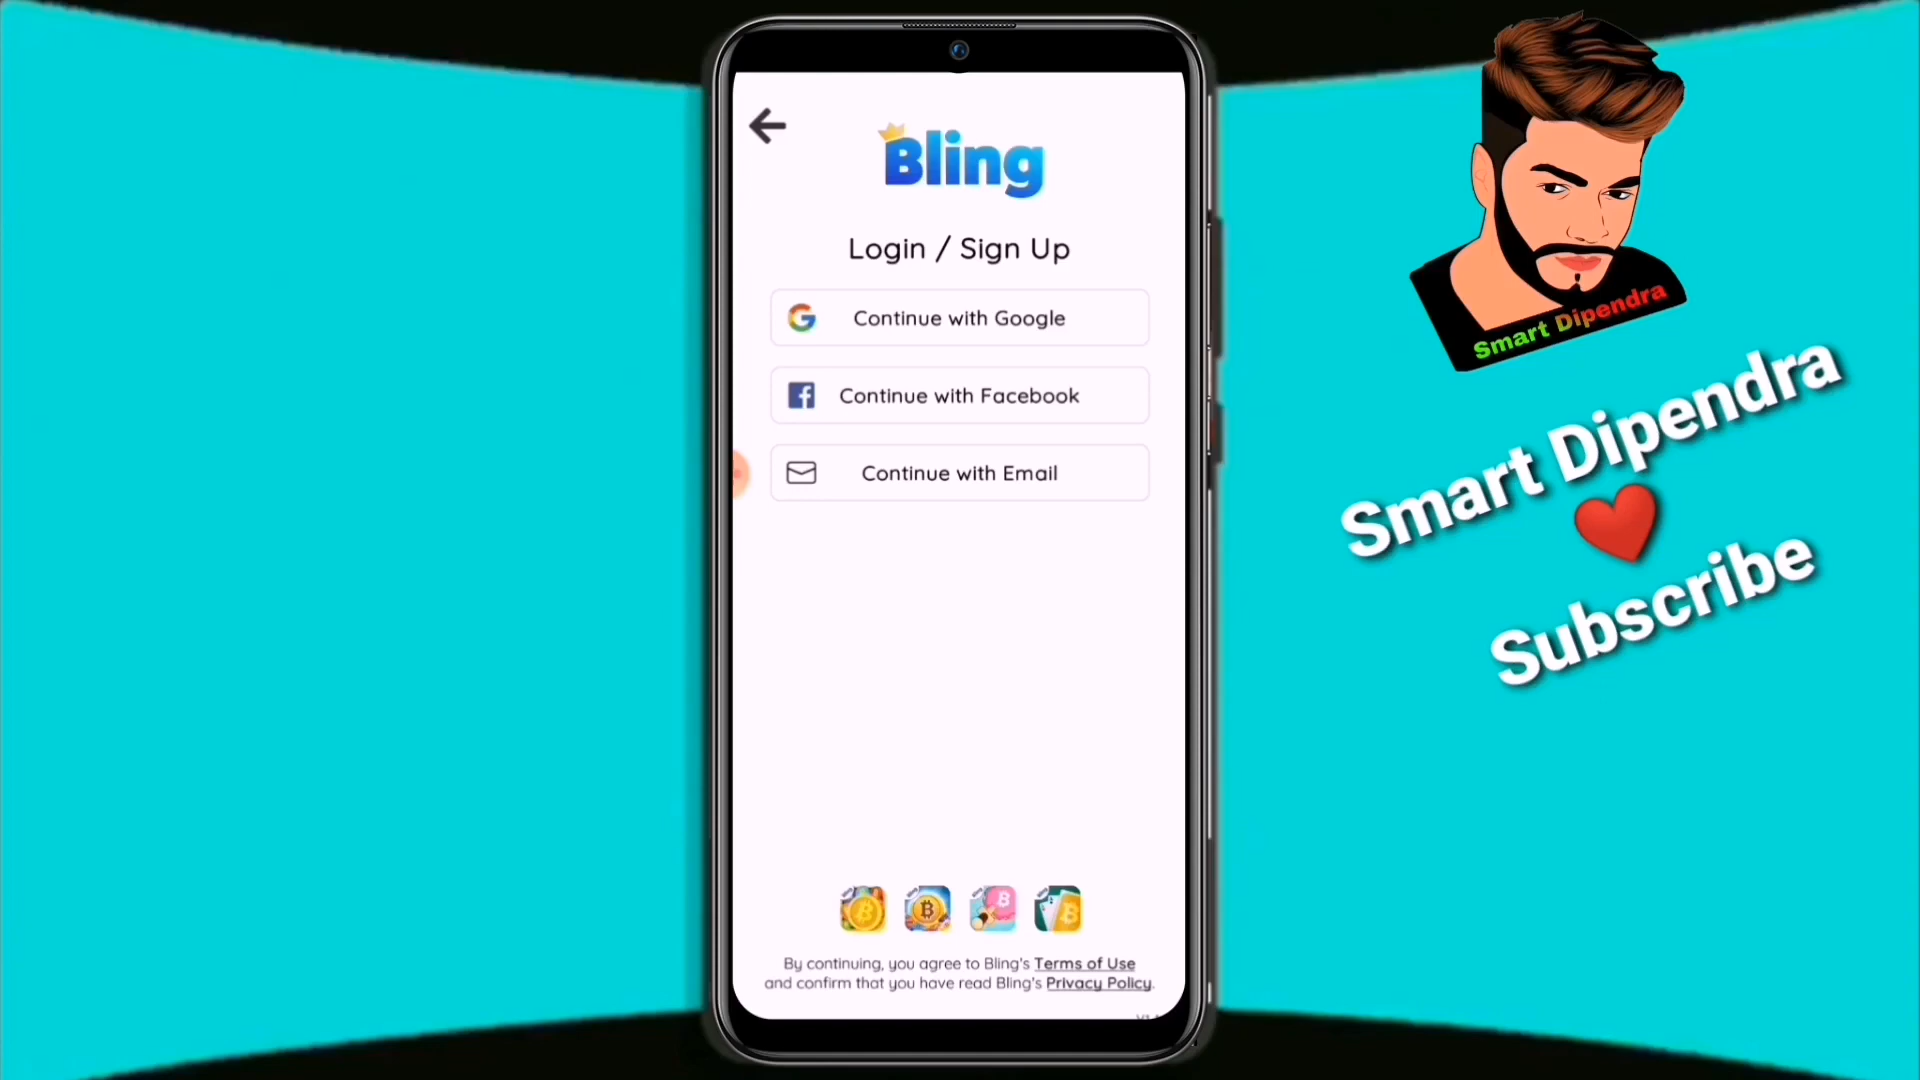 Bling
Login / Sign Up
Continue with Google
Continue with Facebook
Continue with Email
By continuing, you agree to Bling's Terms of Use
and confirm that you have read Bling's Privacy Policy.
Smart Dipendra
Smart Dipendra
Subscribe